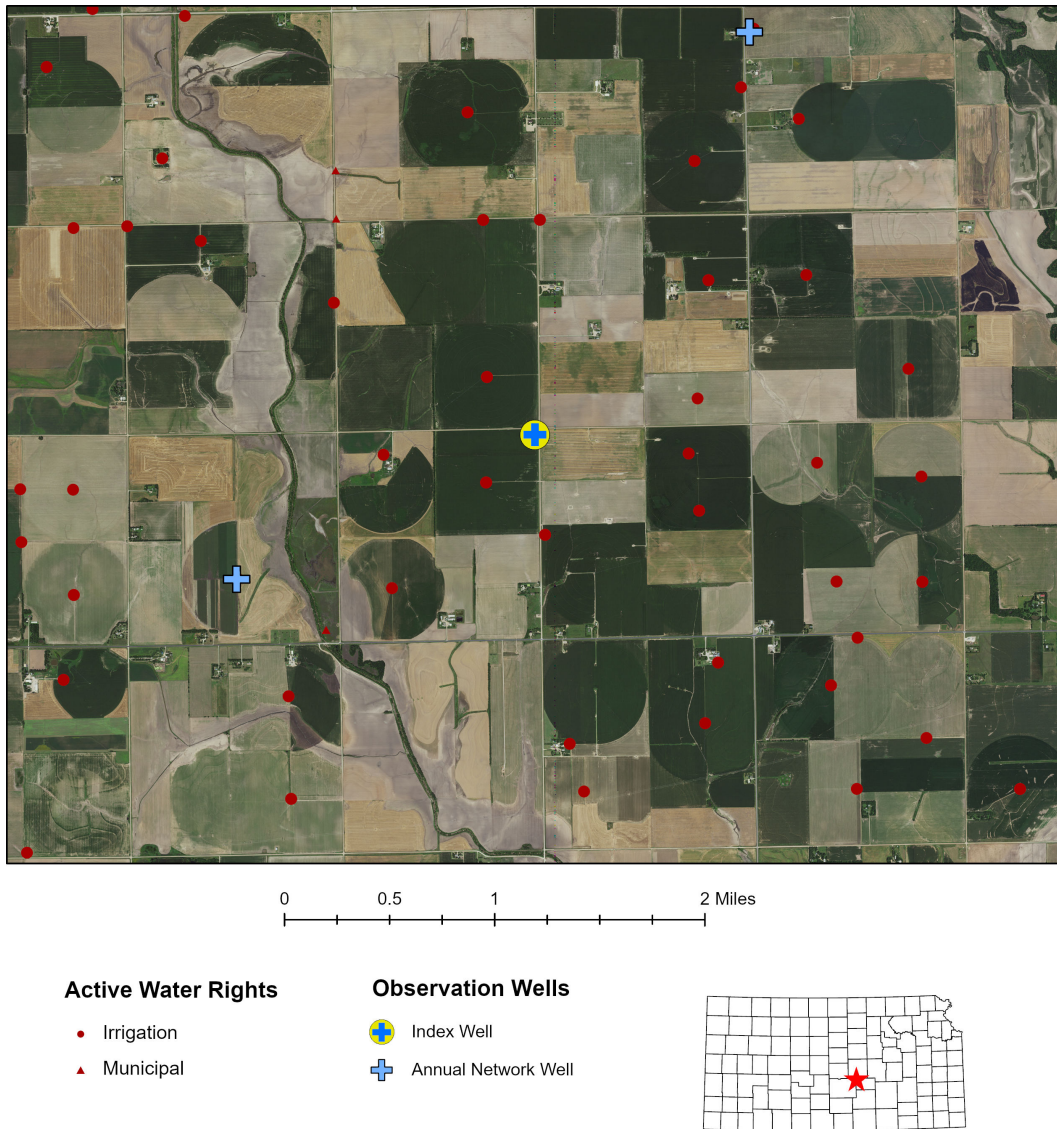 0 0.5 1 2 Miles
Active Water Rights
Irrigation
Municipal
Observation Wells
Index Well
Annual Network Well